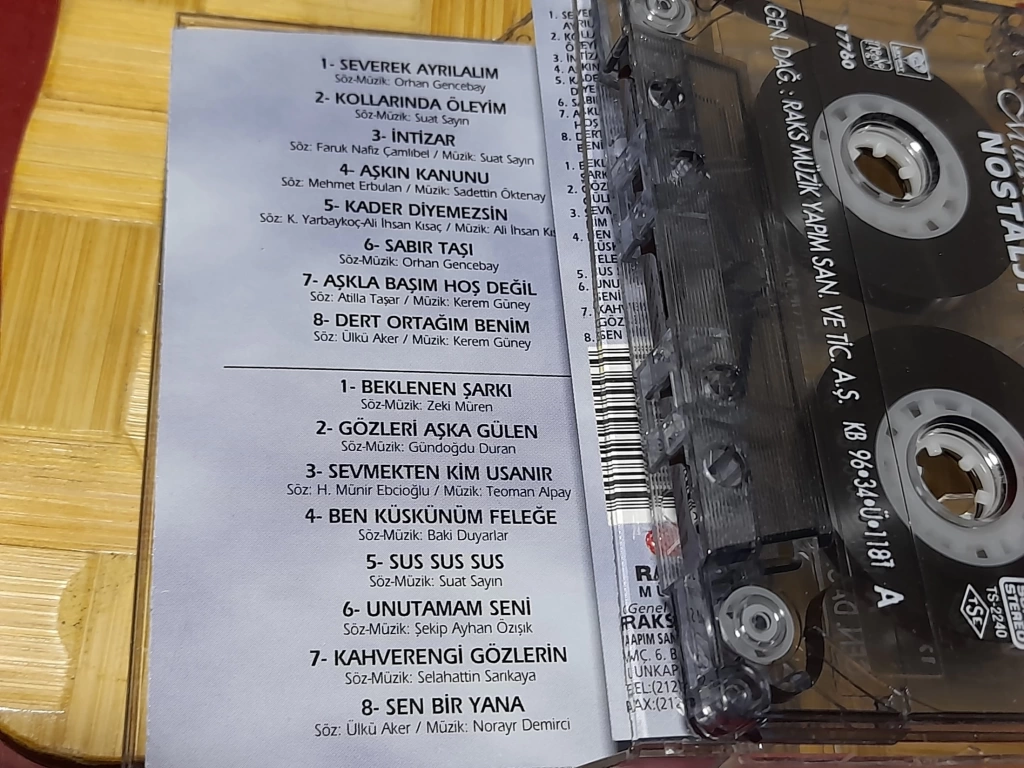 1- SEVEREK AYRILALIM
Söz-Müzik: Orhan Gencebay
2- KOLLARINDA ÖLEYİM
Söz-Müzik: Suat Sayın
3- İNTİZAR
Söz: Faruk Nafiz Çamlıbel / Müzik: Suat Sayın
4- AŞKIN KANUNU
Söz: Mehmet Erbulan / Müzik: Sadettin Öktenay
5- KADER DİYEMEZSİN
Söz: K. Yarbaykoç-Ali İhsan Kısaç / Müzik: Ali İhsan Kıs
6- SABIR TAŞI
Söz-Müzik: Orhan Gencebay
7- AŞKLA BAŞIM HOŞ DEĞİL
Söz: Atilla Taşar / Müzik: Kerem Güney
8- DERT ORTAĞIM BENİM
Söz: Ülkü Aker / Müzik: Kerem Güney
1- BEKLENEN ŞARKI
Söz-Müzik: Zeki Müren
2- GÖZLERİ AŞKA GÜLEN
Söz-Müzik: Gündoğdu Duran
3- SEVMEKTEN KİM USANIR
Söz: H. Münir Ebcioğlu / Müzik: Teoman Alpay
4- BEN KÜSKÜNÜM FELEĞE
Söz-Müzik: Baki Duyarlar
5- SUS SUS SUS
Söz-Müzik: Suat Sayın
6- UNUTAMAM SENİ
Söz-Müzik: Şekip Ayhan Özışık
7- KAHVERENGİ GÖZLERİN
Söz-Müzik: Selahattin Sarıkaya
8- SEN BİR YANA
Söz: Ülkü Aker / Müzik: Norayr Demirci
NOSTALJİ
GEN. DAĞ.: RAKS MÜZİK YAPIM SAN. VE TİC. A.Ş. KB 96•34•Ü•1181 A
17760
STEREO
TS-2240
TSE